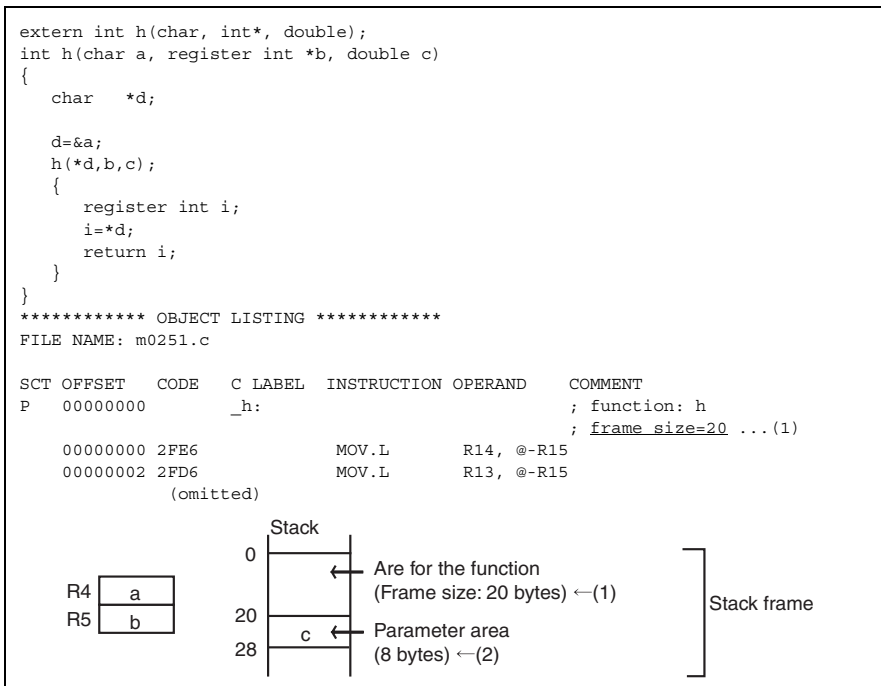 extern int h(char, int*, double);
int h(char a, register int *b, double c)
{
char *d;
d=&a;
h(*d,b,c);
{
register int i;
i=*d;
return i;
}
}
************ OBJECT LISTING ************
FILE NAME: m0251.c
SCT OFFSET CODE C LABEL INSTRUCTION OPERAND COMMENT
P 00000000 _h: ; function: h
; frame size=20 ...(1)
00000000 2FE6 MOV.L R14, @-R15
00000002 2FD6 MOV.L R13, @-R15
(omitted)
Stack
0
Are for the function
(Frame size: 20 bytes) ←(1)
R4 a
R5 b
Stack frame
20
c
Parameter area
28
(8 bytes) ←(2)